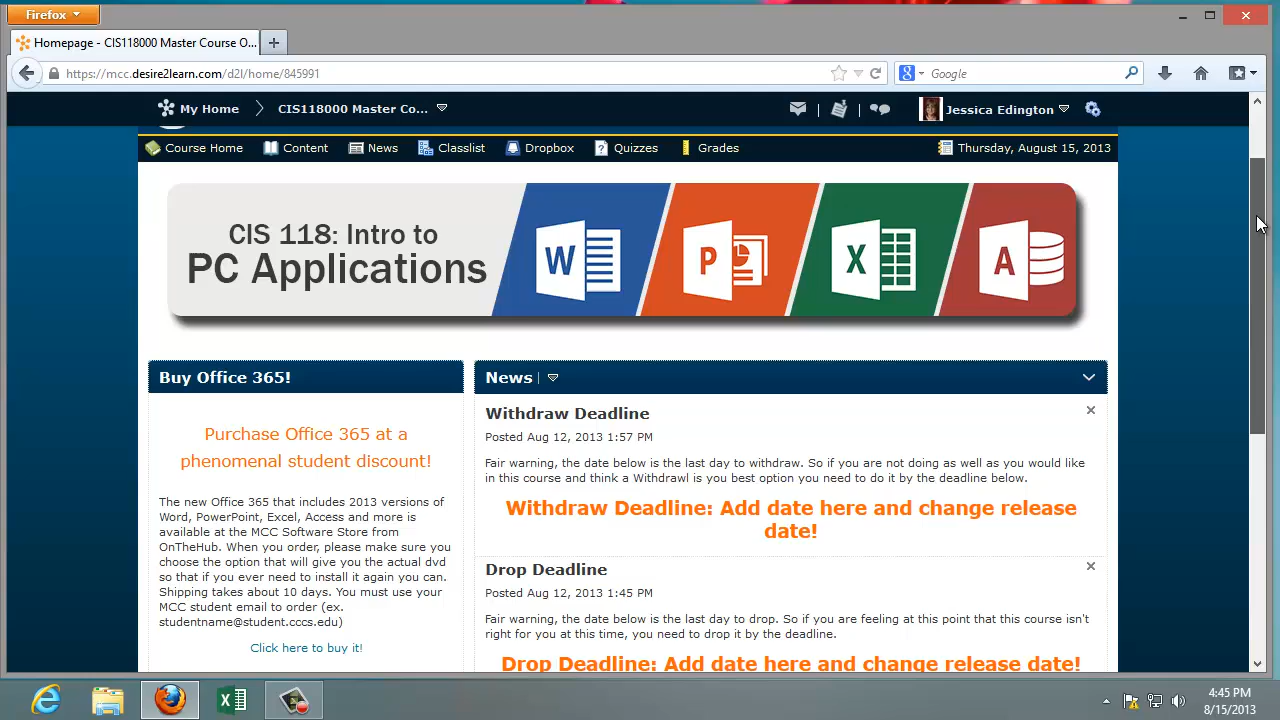 Firefox
Homepage - CIS118000 Master Course O...
https://mcc.desire2learn.com/d2l/home/845991
Google
My Home
CIS118000 Master Co...
Jessica Edington
Course Home
Content
News
Classlist
Dropbox
Quizzes
Grades
Thursday, August 15, 2013
CIS 118: Intro to
PC Applications
W
P
X
A
Buy Office 365!
Purchase Office 365 at a
phenomenal student discount!
The new Office 365 that includes 2013 versions of
Word, PowerPoint, Excel, Access and more is
available at the MCC Software Store from
OnTheHub. When you order, please make sure you
choose the option that will give you the actual dvd
so that if you ever need to install it again you can.
Shipping takes about 10 days. You must use your
MCC student email to order (ex.
studentname@student.cccs.edu)
Click here to buy it!
News
Withdraw Deadline
Posted Aug 12, 2013 1:57 PM
Fair warning, the date below is the last day to withdraw. So if you are not doing as well as you would like
in this course and think a Withdrawl is you best option you need to do it by the deadline below.
Withdraw Deadline: Add date here and change release
date!
Drop Deadline
Posted Aug 12, 2013 1:45 PM
Fair warning, the date below is the last day to drop. So if you are feeling at this point that this course isn't
right for you at this time, you need to drop it by the deadline.
Drop Deadline: Add date here and change release date!
4:45 PM
8/15/2013